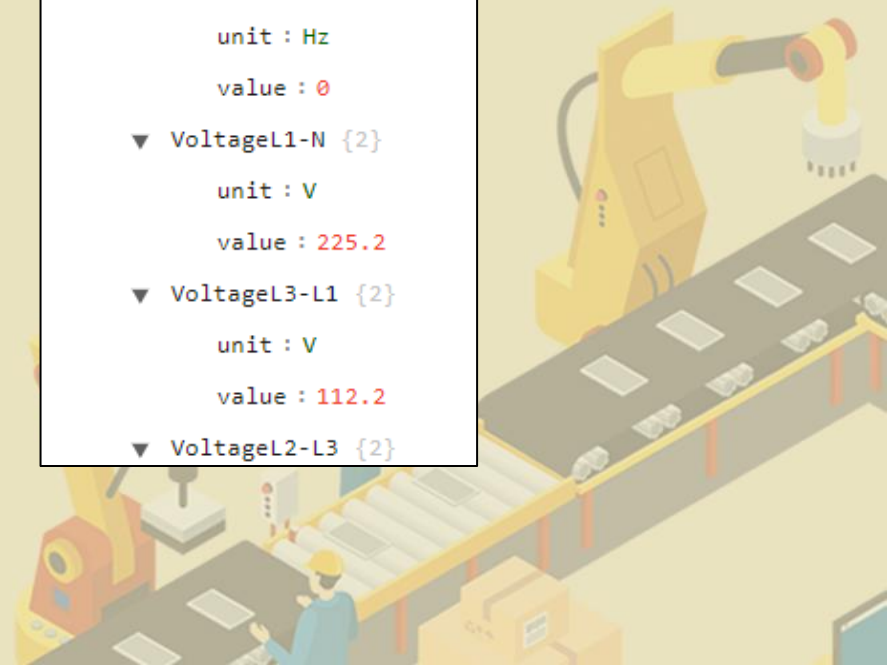 unit : Hz
value : 0
▼ VoltageL1-N {2}
unit : V
value : 225.2
▼ VoltageL3-L1 {2}
unit : V
value : 112.2
▼ VoltageL2-L3 {2}